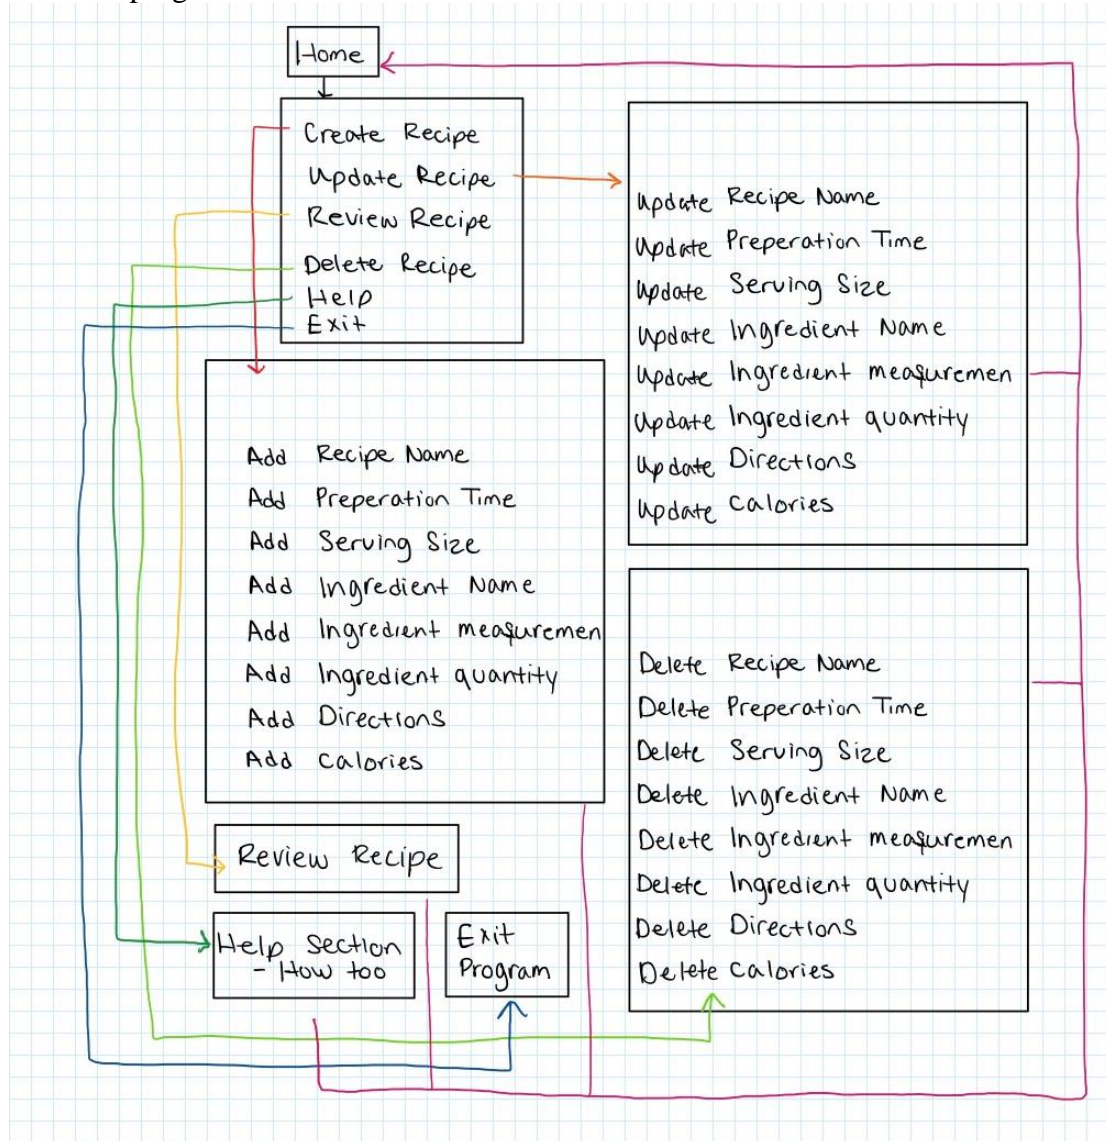 Home
Create Recipe
Update Recipe
Review Recipe
Delete Recipe
Help
Exit
Update Recipe Name
Update Preperation Time
Update Serving Size
Update Ingredient Name
Update Ingredient measuremen
Update Ingredient quantity
Update Directions
Update Calories
Add Recipe Name
Add Preperation Time
Add Serving Size
Add Ingredient Name
Add Ingredient measuremen
Add Ingredient quantity
Add Directions
Add Calories
Delete Recipe Name
Delete Preperation Time
Delete Serving Size
Delete Ingredient Name
Delete Ingredient measuremen
Delete Ingredient quantity
Delete Directions
Delete Calories
Review Recipe
Help Section
- How too
Exit
Program